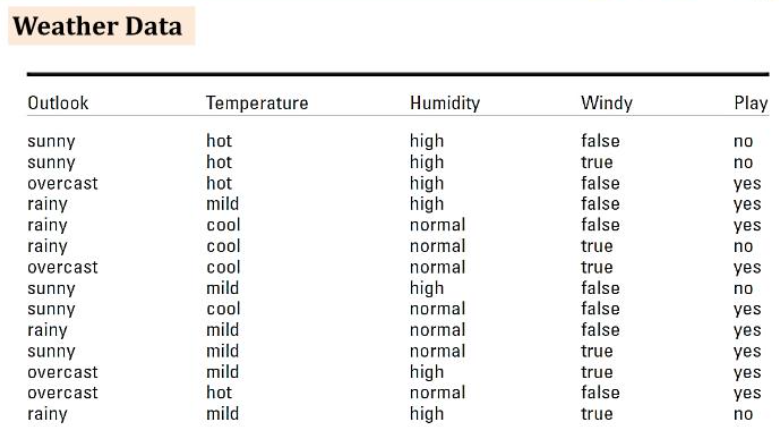 Weather Data
Outlook Temperature Humidity Windy Play
sunny hot high false no
sunny hot high true no
overcast hot high false yes
rainy mild high false yes
rainy cool normal false yes
rainy cool normal true no
overcast cool normal true yes
sunny mild high false no
sunny cool normal false yes
rainy mild normal false yes
sunny mild normal true yes
overcast mild high true yes
overcast hot normal false yes
rainy mild high true no